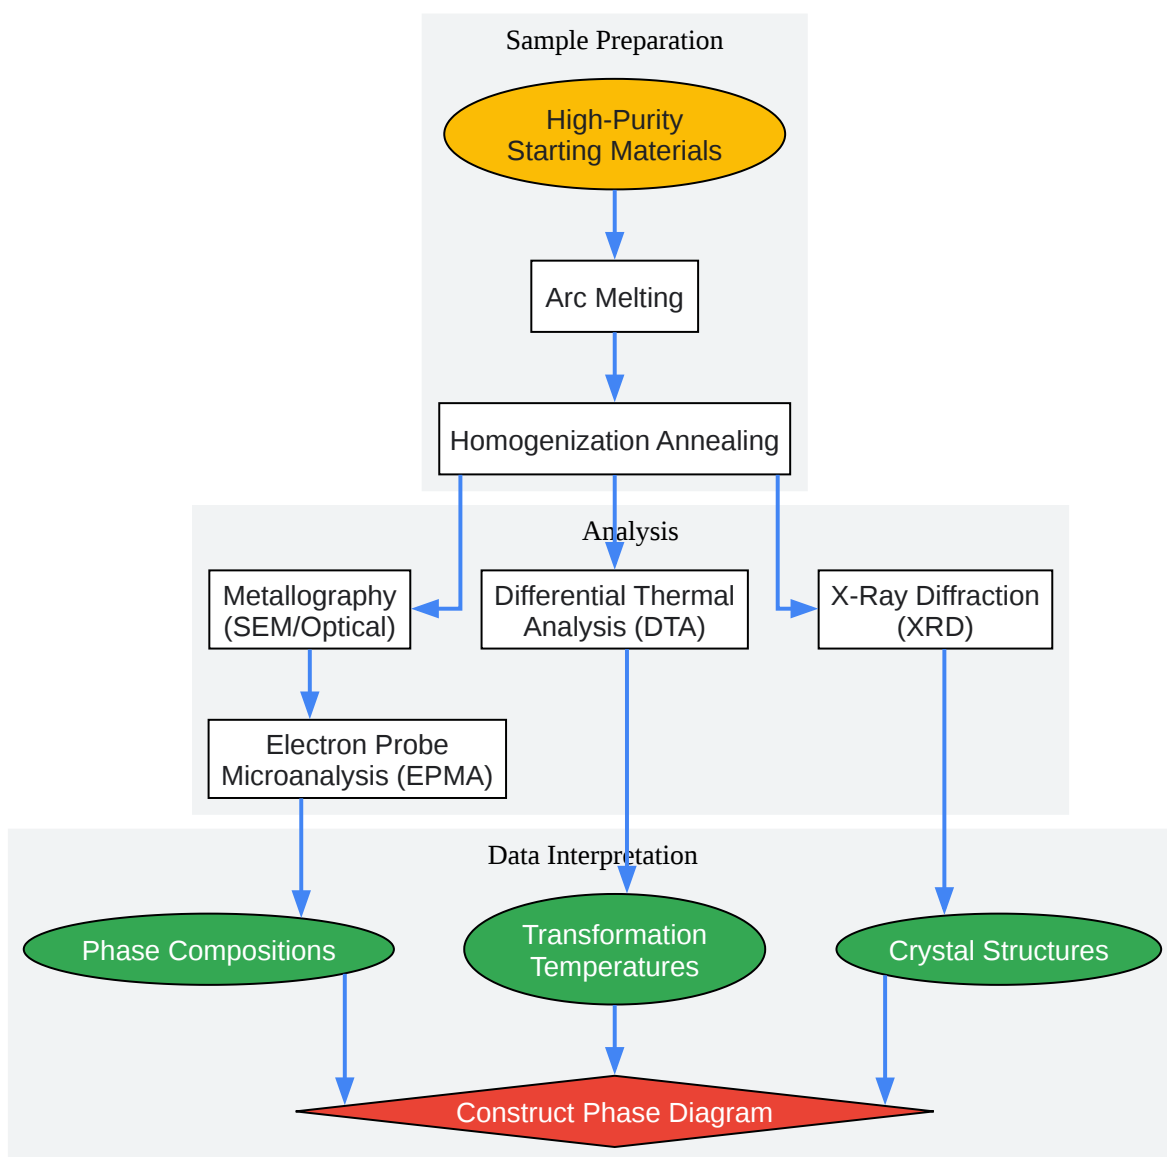 Sample Preparation
High-Purity
Starting Materials
Arc Melting
Homogenization Annealing
Analysis
Metallography
(SEM/Optical)
Differential Thermal
Analysis (DTA)
X-Ray Diffraction
(XRD)
Electron Probe
Microanalysis (EPMA)
Data Interpretation
Phase Compositions
Transformation
Temperatures
Crystal Structures
Construct Phase Diagram